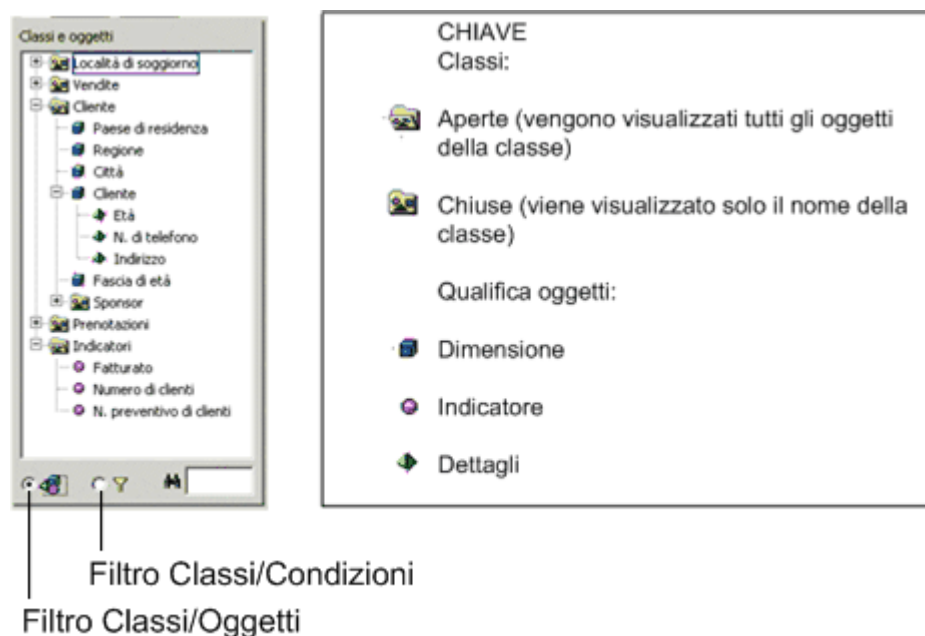 Classi e oggetti
Località di soggiorno
Vendite
Cliente
Paese di residenza
Regione
Città
Cliente
Età
N. di telefono
Indirizzo
Fascia di età
Sponsor
Prenotazioni
Indicatori
Fatturato
Numero di clienti
N. preventivo di clienti
Filtro Classi/Condizioni
Filtro Classi/Oggetti
CHIAVE
Classi:
Aperte (vengono visualizzati tutti gli oggetti
della classe)
Chiuse (viene visualizzato solo il nome della
classe)
Qualifica oggetti:
Dimensione
Indicatore
Dettagli